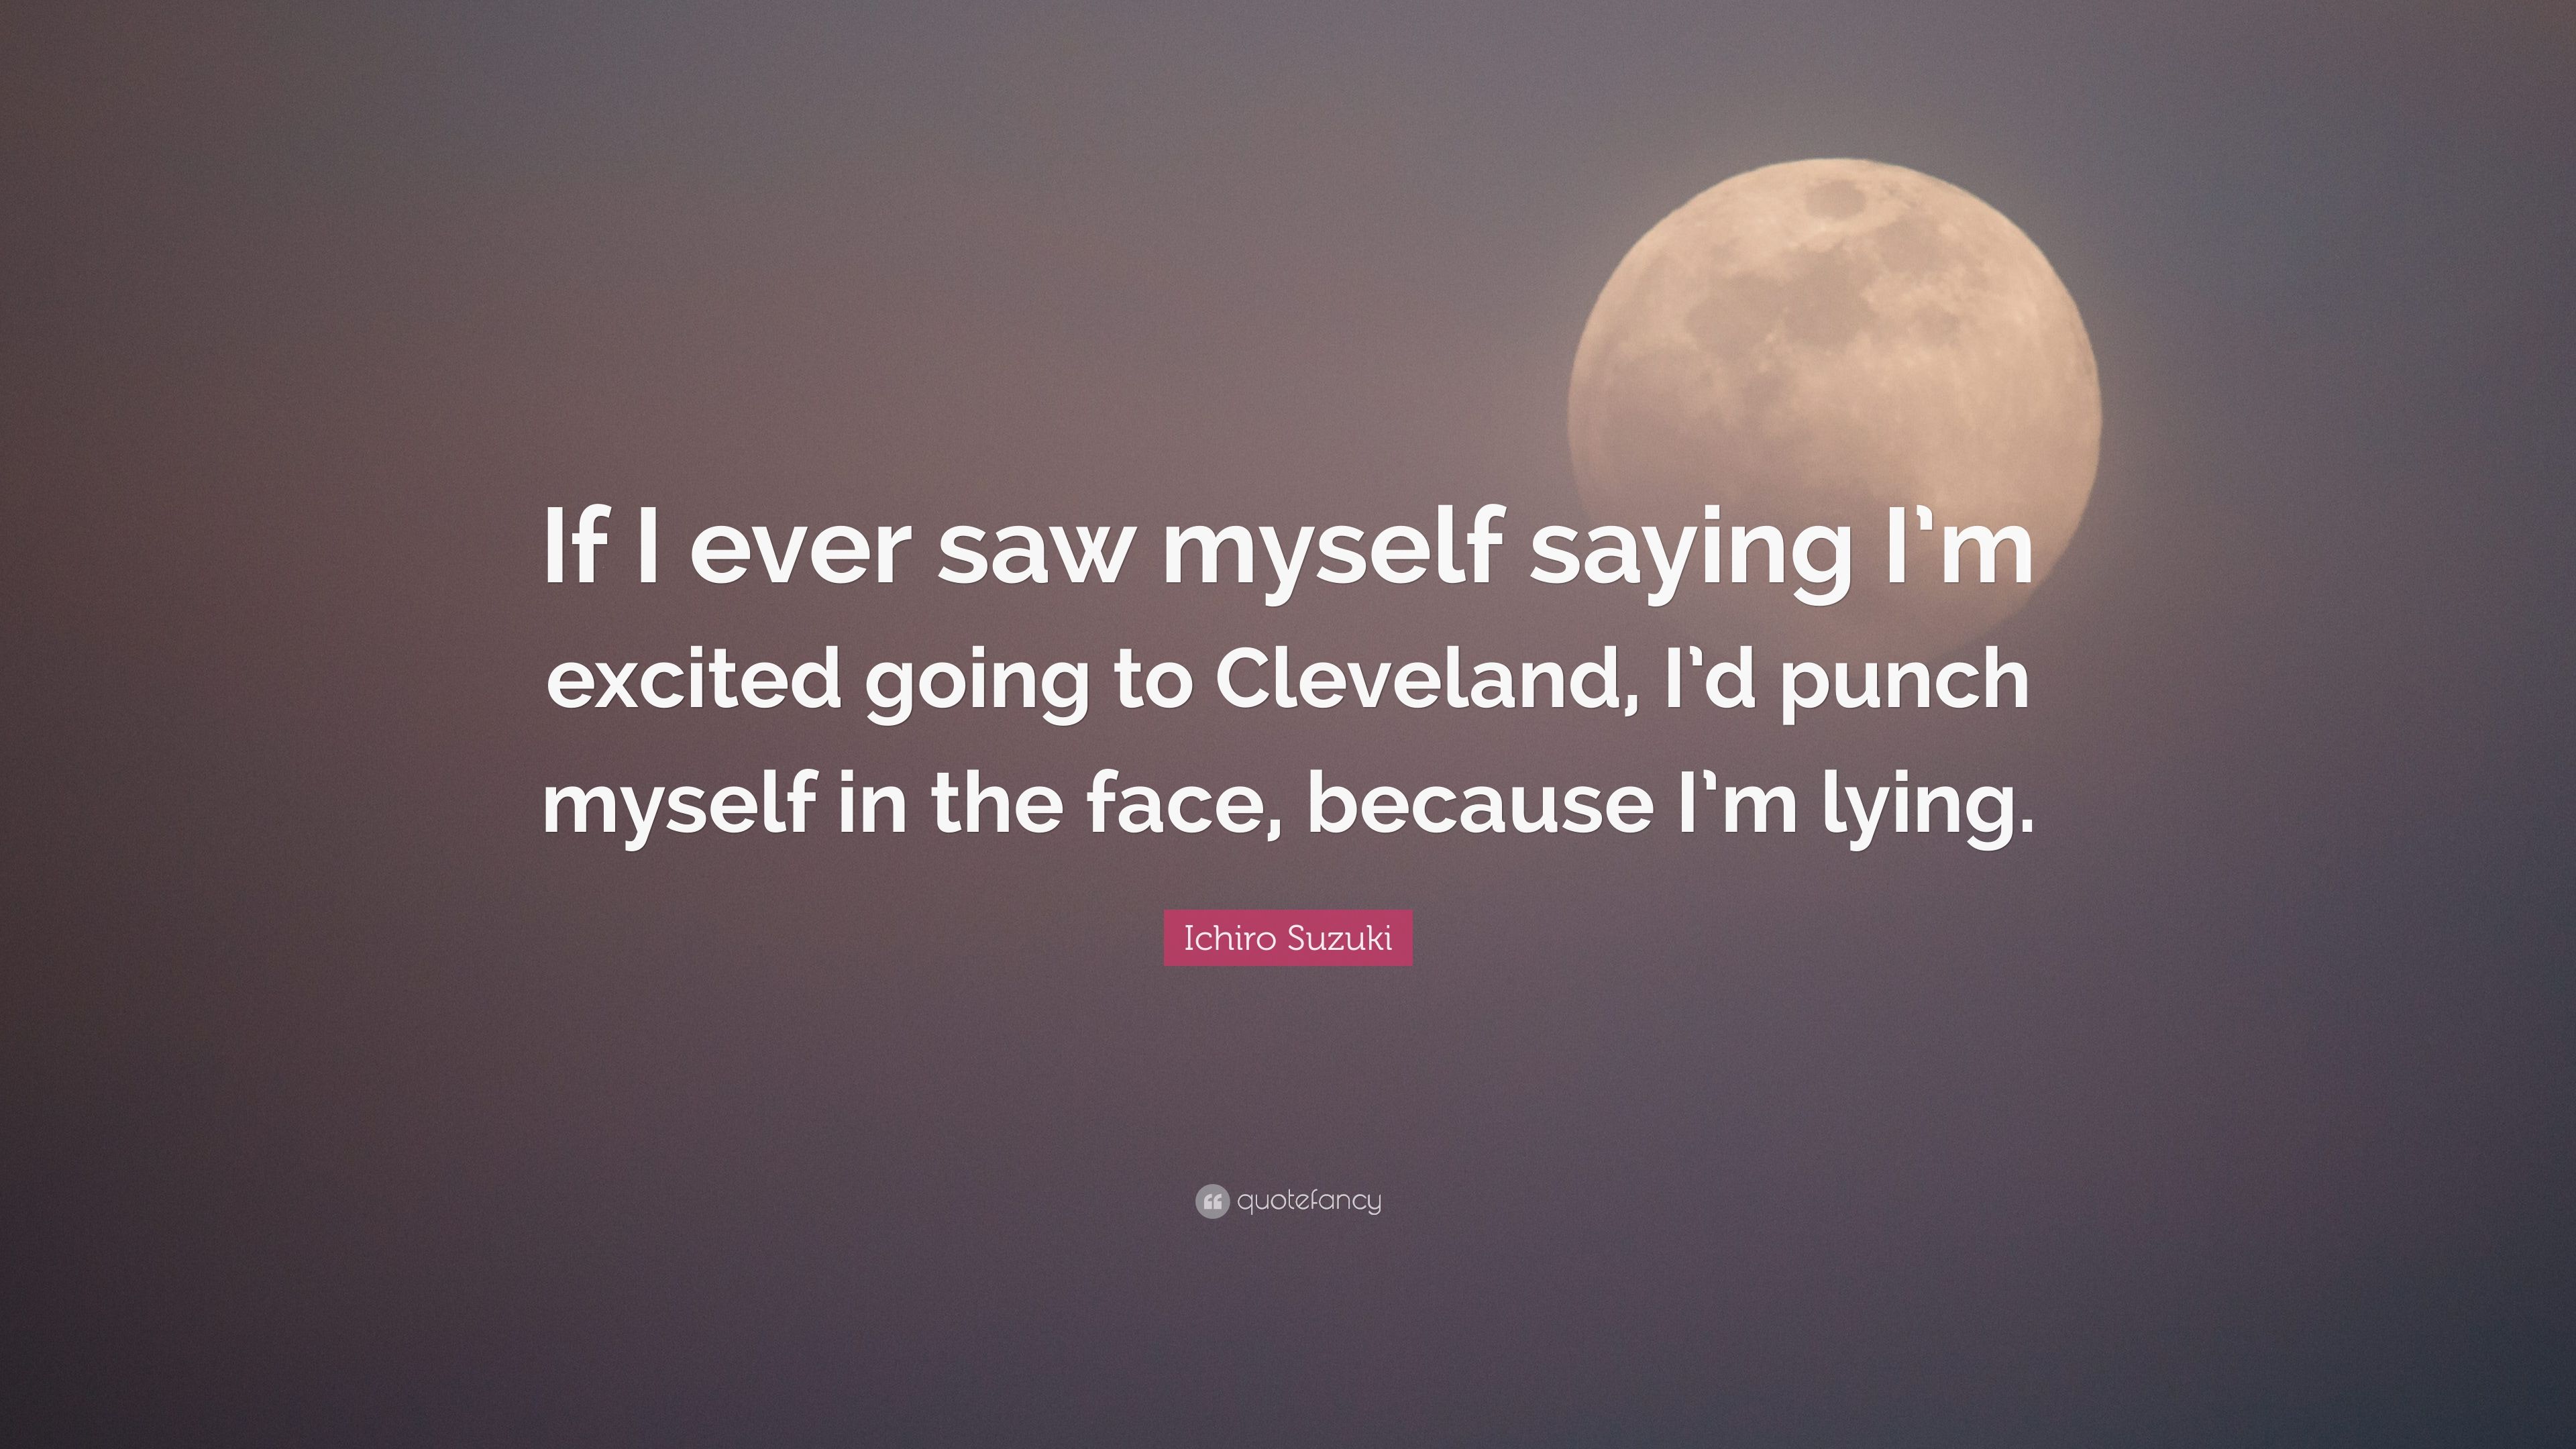 If I ever saw myself saying I’m
excited going to Cleveland, I’d punch
myself in the face, because I’m lying.
Ichiro Suzuki
quotefancy